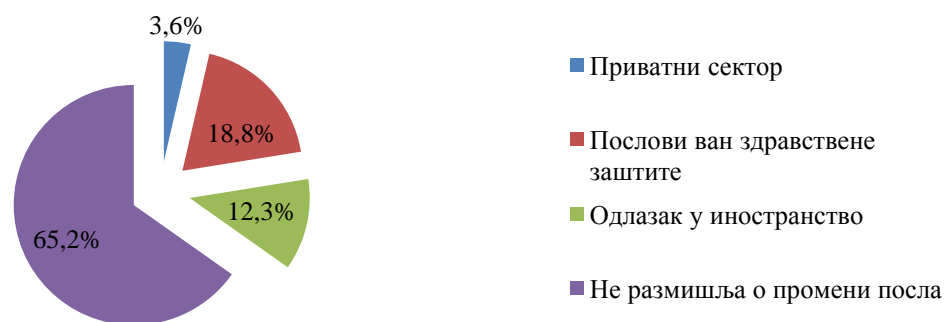 3,6%
18,8%
12,3%
65,2%
Приватни сектор
Послови ван здравствене
заштите
Одлазак у иностранство
Не размишља о промени посла